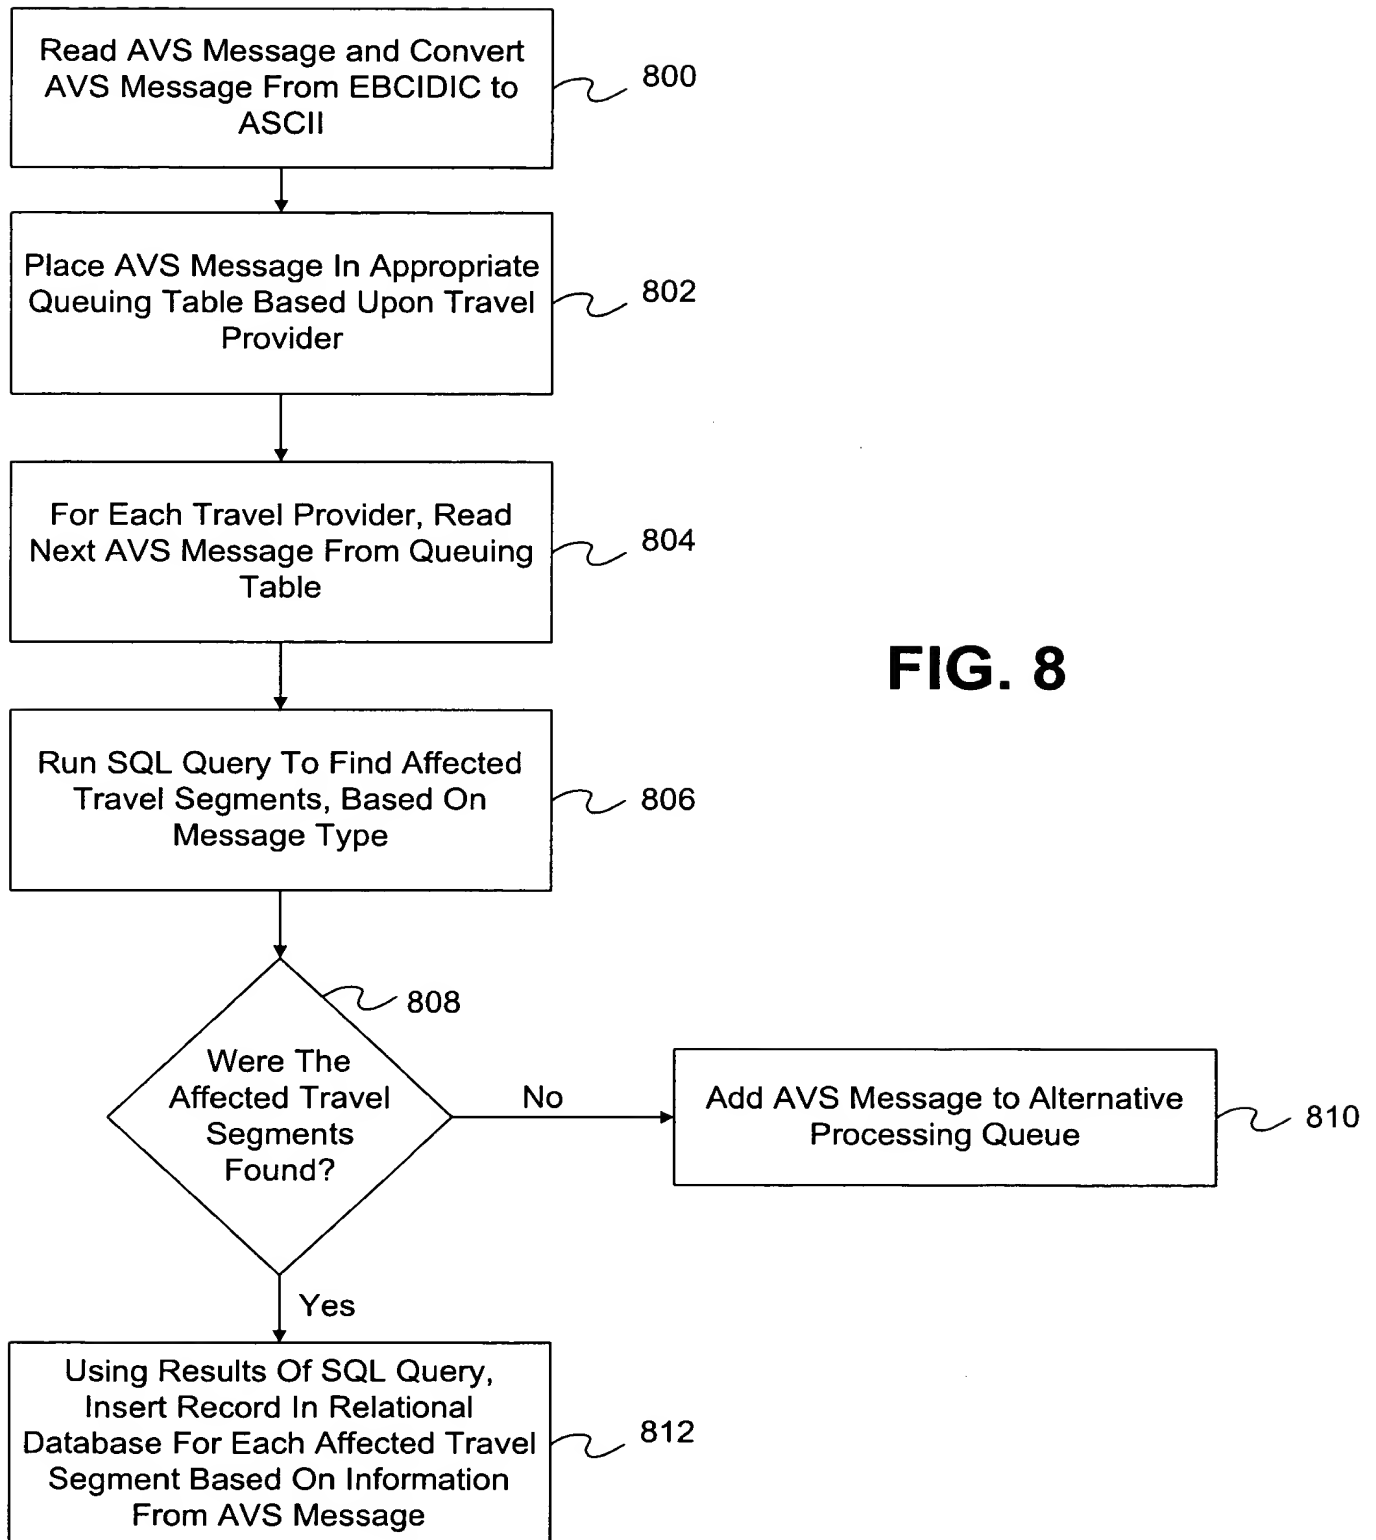 Read AVS Message and Convert
AVS Message From EBCIDIC to
ASCII
800
Place AVS Message In Appropriate
Queuing Table Based Upon Travel
Provider
802
For Each Travel Provider, Read
Next AVS Message From Queuing
Table
804
FIG. 8
Run SQL Query To Find Affected
Travel Segments, Based On
Message Type
806
808
Were The
Affected Travel
Segments
Found?
No
Add AVS Message to Alternative
Processing Queue
810
Yes
Using Results Of SQL Query,
Insert Record In Relational
Database For Each Affected Travel
Segment Based On Information
From AVS Message
812